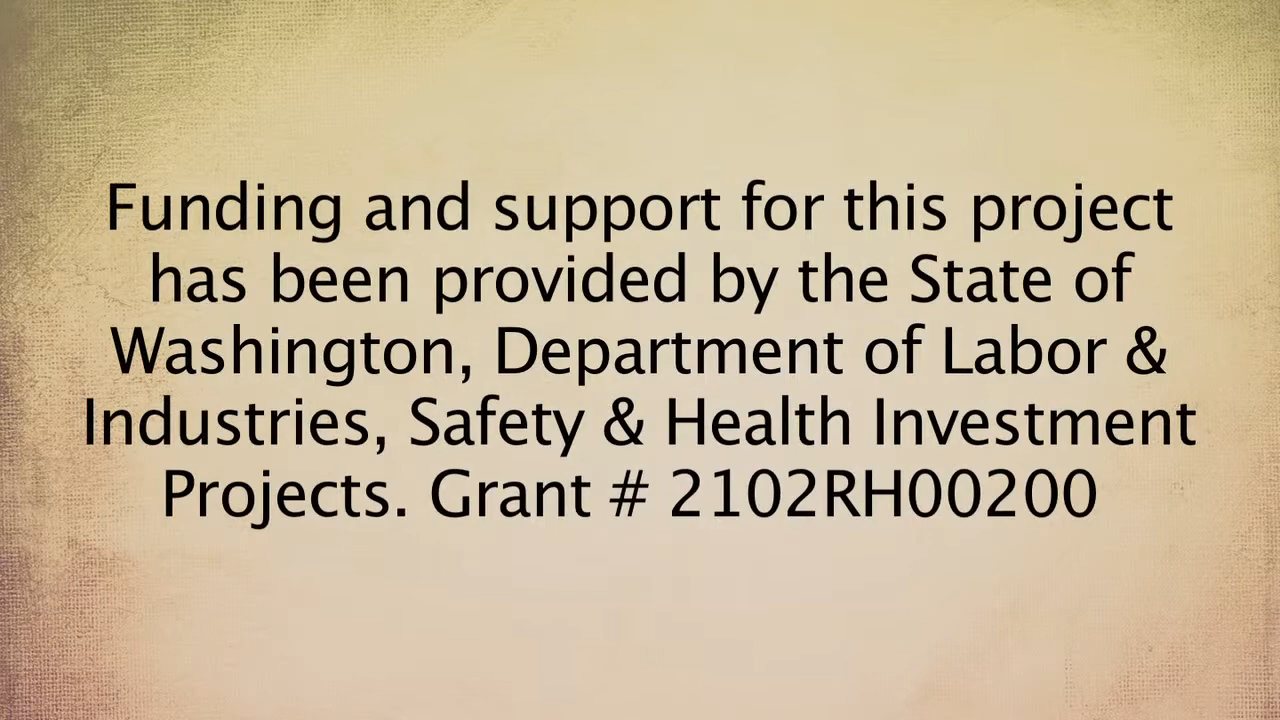 Funding and support for this project
has been provided by the State of
Washington, Department of Labor &
Industries, Safety & Health Investment
Projects. Grant # 2102RH00200